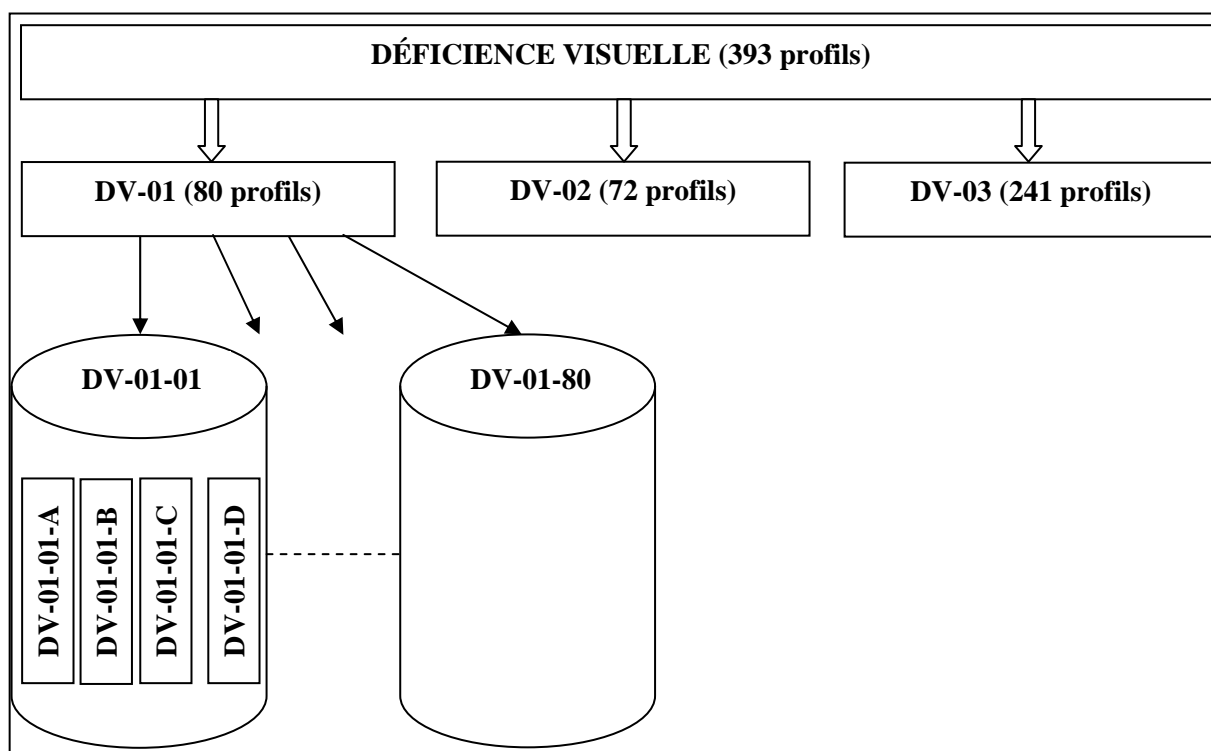 DÉFICIENCE VISUELLE (393 profils)
DV-01 (80 profils)
DV-02 (72 profils)
DV-03 (241 profils)
DV-01-01
DV-01-80
DV-01-01-A
DV-01-01-B
DV-01-01-C
DV-01-01-D